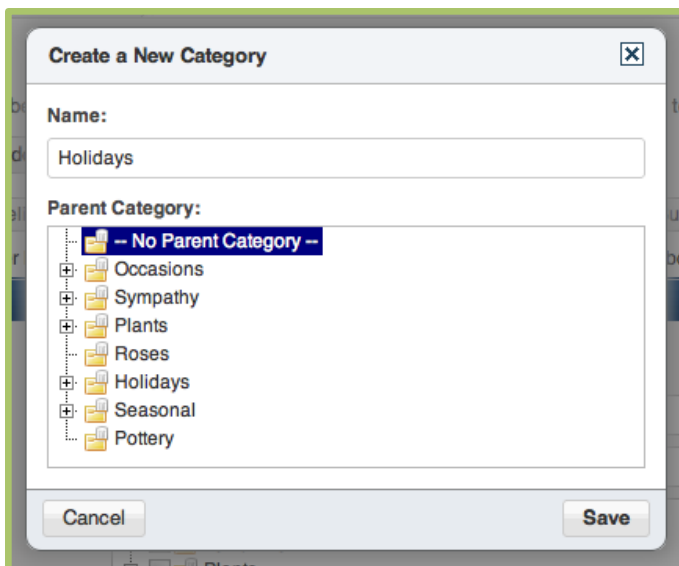 Create a New Category
Name:
Holidays
Parent Category:
-- No Parent Category --
Occasions
Sympathy
Plants
Roses
Holidays
Seasonal
Pottery
Cancel
Save